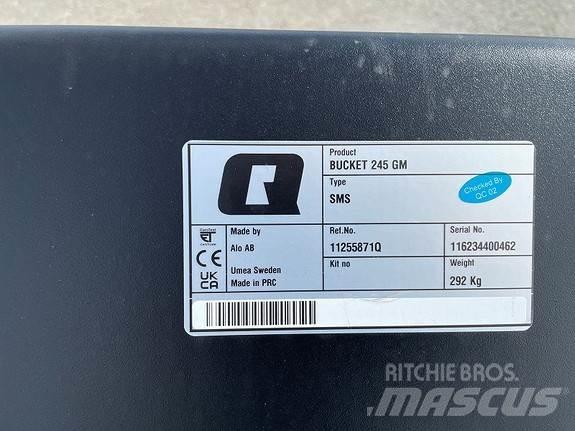 Product
BUCKET 245 GM
Type
SMS
Checked By
QC 02
Made by
Alo AB
Umea Sweden
Made in PRC
Ref.No.
11255871Q
Serial No.
116234400462
Kit no
Weight
292 Kg
CE
UK
CA
RITCHIE BROS.
MASCUS